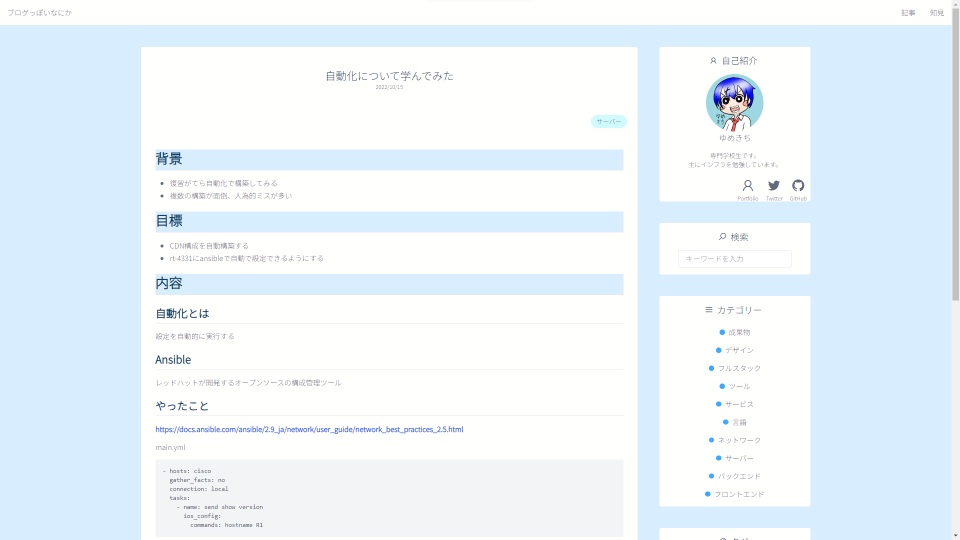 ブログっぽいなにか
記事 知見
自動化について学んでみた
2022/10/15
サーバー
背景
復習がてら自動化で構築してみる
複数の構築が面倒、人為的ミスが多い
目標
CDN構成を自動構築する
rt-4331にansibleで自動で設定できるようにする
内容
自動化とは
設定を自動的に実行する
Ansible
レッドハットが開発するオープンソースの構成管理ツール
やったこと
https://docs.ansible.com/ansible/2.9_ja/network/user_guide/network_best_practices_2.5.html
main.yml
- hosts: cisco
  gather_facts: no
  connection: local
  tasks:
    - name: send show version
      ios_config:
        commands: hostname R1
自己紹介
ゆめきち
専門学校生です。
主にインフラを勉強しています。
Portfolio Twitter GitHub
検索
キーワードを入力
カテゴリー
成果物
デザイン
フルスタック
ツール
サービス
言語
ネットワーク
サーバー
バックエンド
フロントエンド